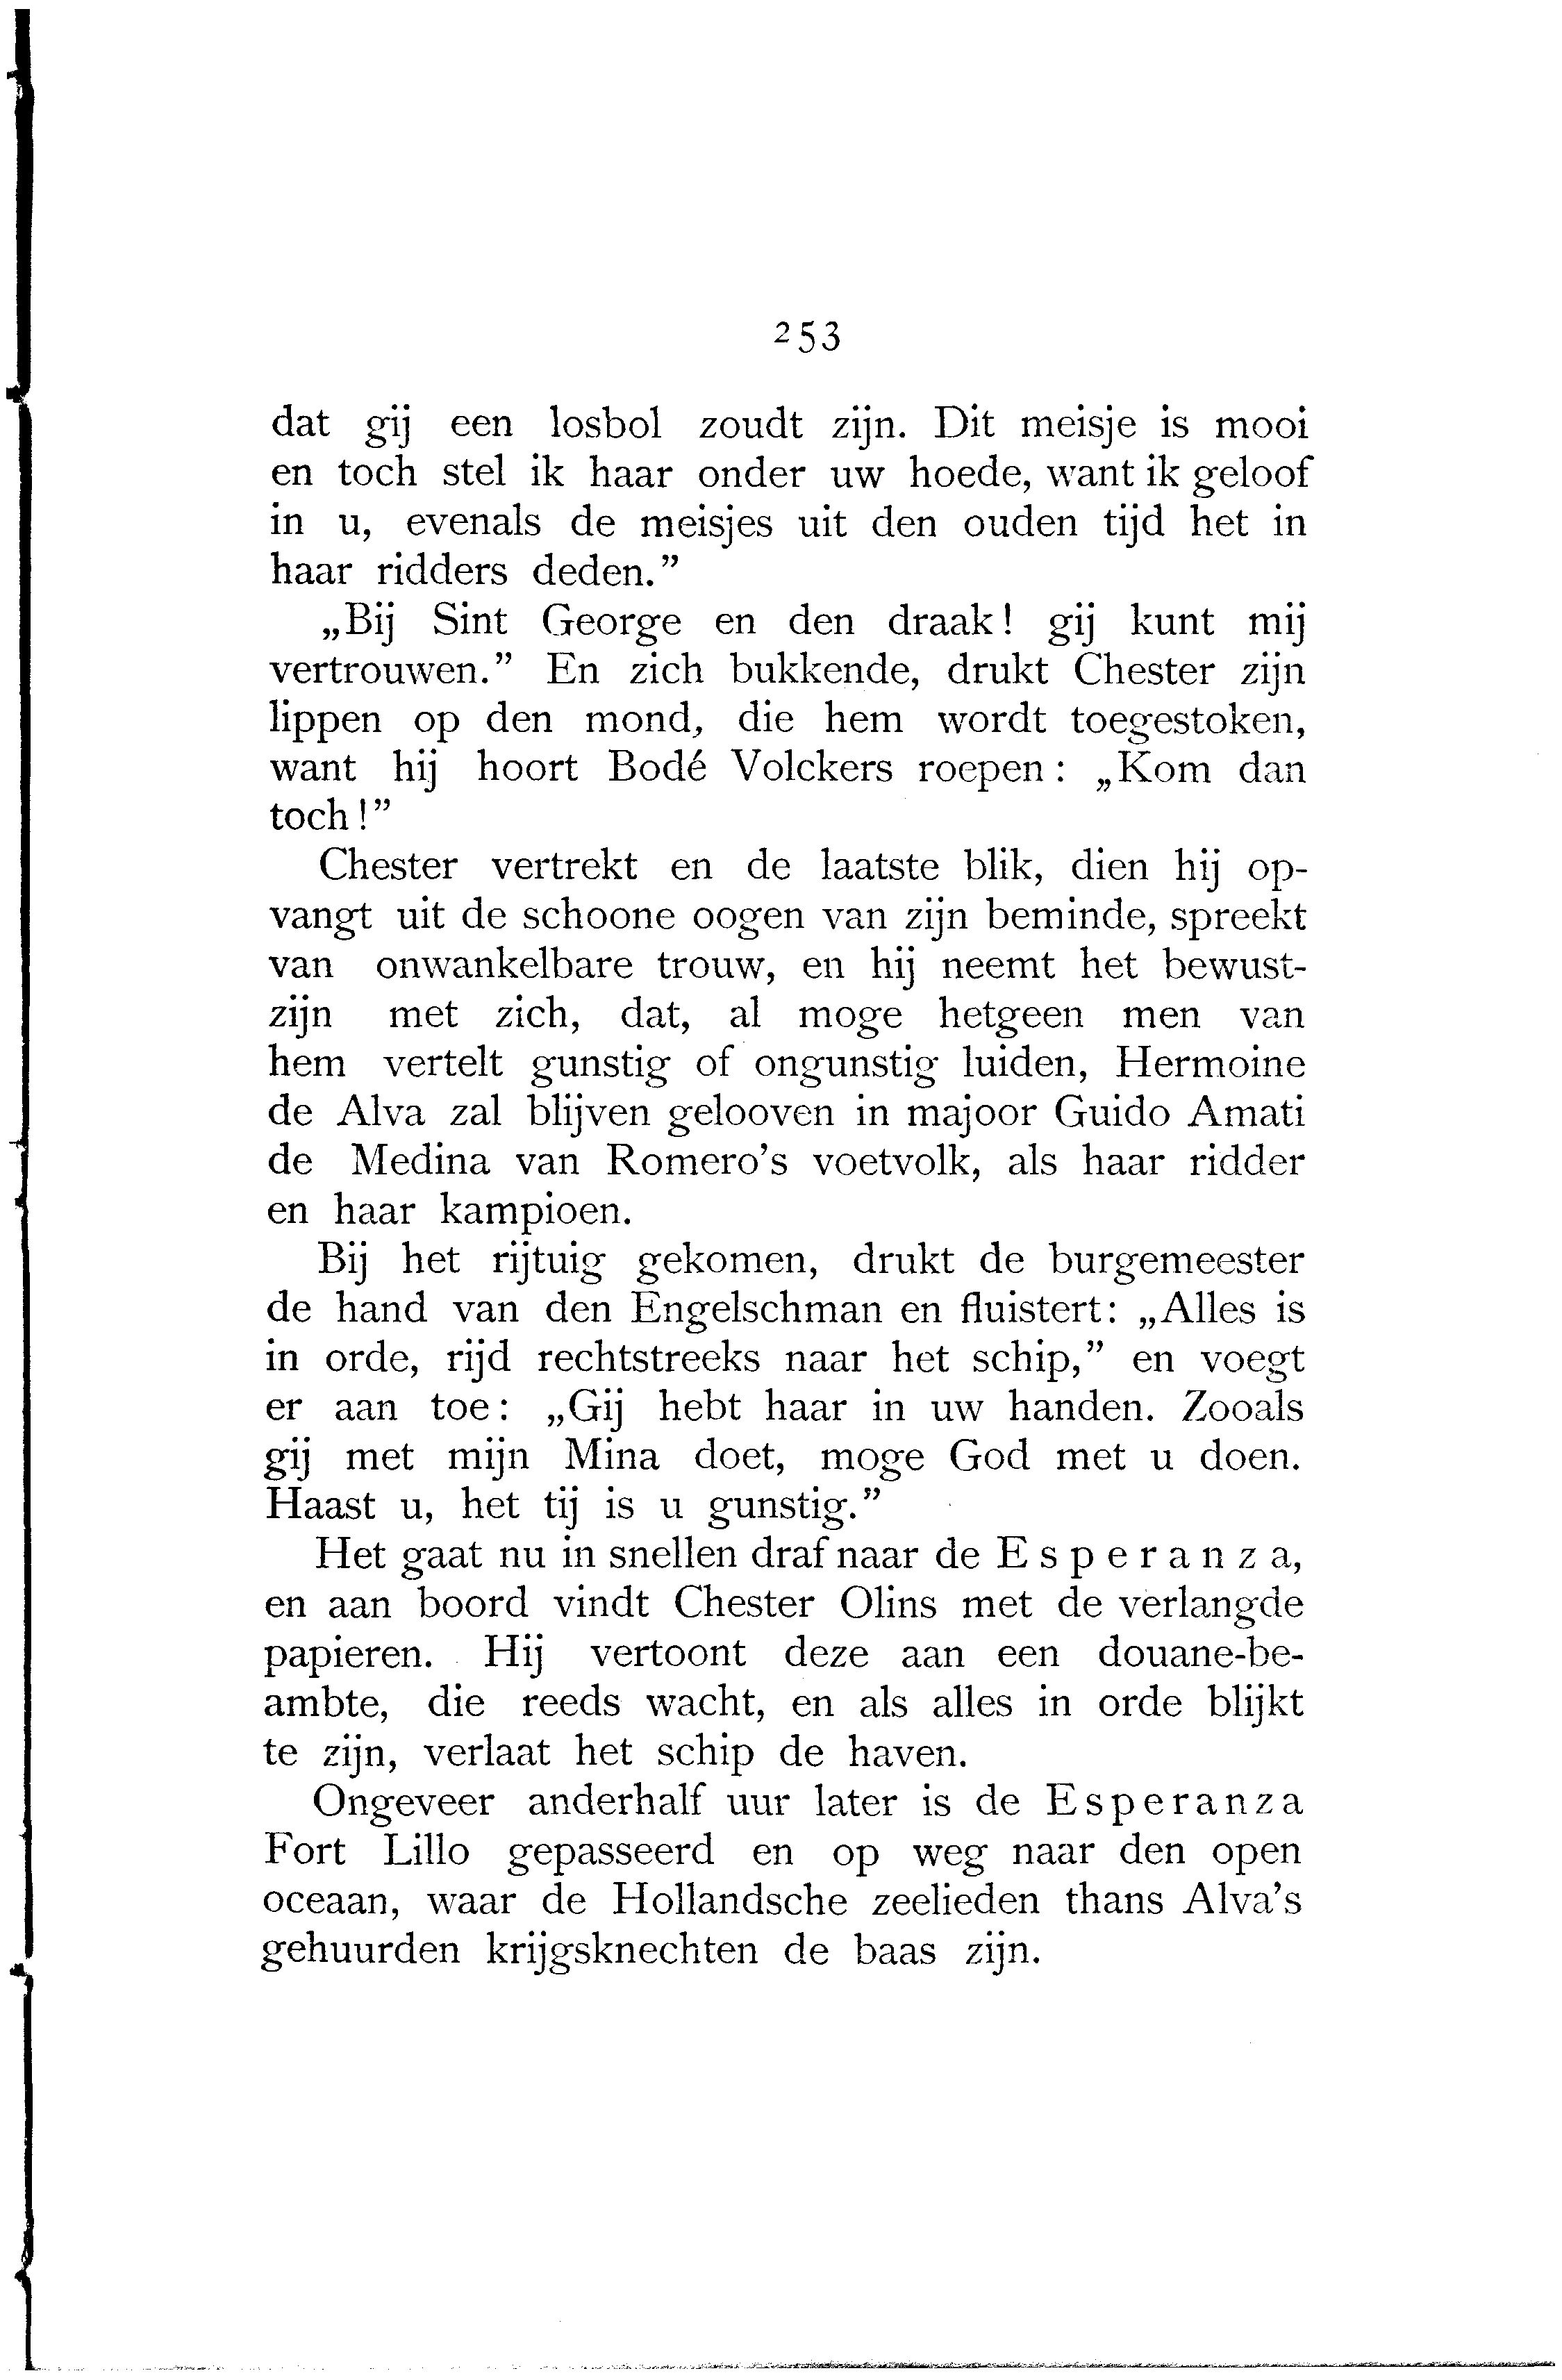 253
dat gij een losbol zoudt zijn. Dit meisje is mooi
en toch stel ik haar onder uw hoede, want ik geloof
in u, evenals de meisjes uit den ouden tijd het in
haar ridders deden.”
„Bij Sint George en den draak! gij kunt mij
vertrouwen.” En zich bukkende, drukt Chester zijn
lippen op den mond, die hem wordt toegestoken,
want hij hoort Bodé Volckers roepen: „Kom dan
toch!”
Chester vertrekt en de laatste blik, dien hij op-
vangt uit de schoone oogen van zijn beminde, spreekt
van onwankelbare trouw, en hij neemt het bewust-
zijn met zich, dat, al moge hetgeen men van
hem vertelt gunstig of ongunstig luiden, Hermoine
de Alva zal blijven gelooven in majoor Guido Amati
de Medina van Romero’s voetvolk, als haar ridder
en haar kampioen.
Bij het rijtuig gekomen, drukt de burgemeester
de hand van den Engelschman en fluistert: „Alles is
in orde, rijd rechtstreeks naar het schip,” en voegt
er aan toe: „Gij hebt haar in uw handen. Zooals
gij met mijn Mina doet, moge God met u doen.
Haast u, het tij is u gunstig.”
Het gaat nu in snellen draf naar de Esperanza,
en aan boord vindt Chester Olins met de verlangde
papieren. Hij vertoont deze aan een douane-be-
ambte, die reeds wacht, en als alles in orde blijkt
te zijn, verlaat het schip de haven.
Ongeveer anderhalf uur later is de Esperanza
Fort Lillo gepasseerd en op weg naar den open
oceaan, waar de Hollandsche zeelieden thans Alva’s
gehuurden krijgsknechten de baas zijn.